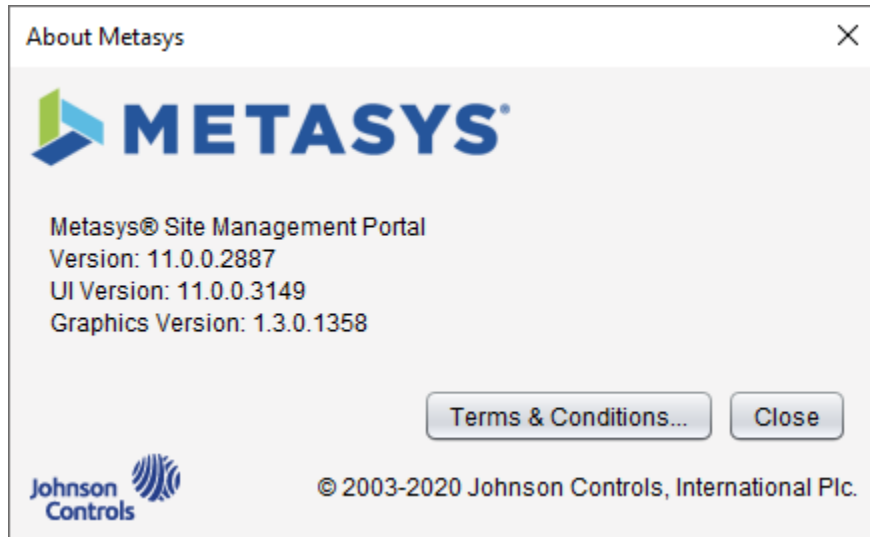 About Metasys
METASYS®
Metasys® Site Management Portal
Version: 11.0.0.2887
UI Version: 11.0.0.3149
Graphics Version: 1.3.0.1358
Terms & Conditions...
Close
Johnson
Controls
© 2003-2020 Johnson Controls, International Plc.